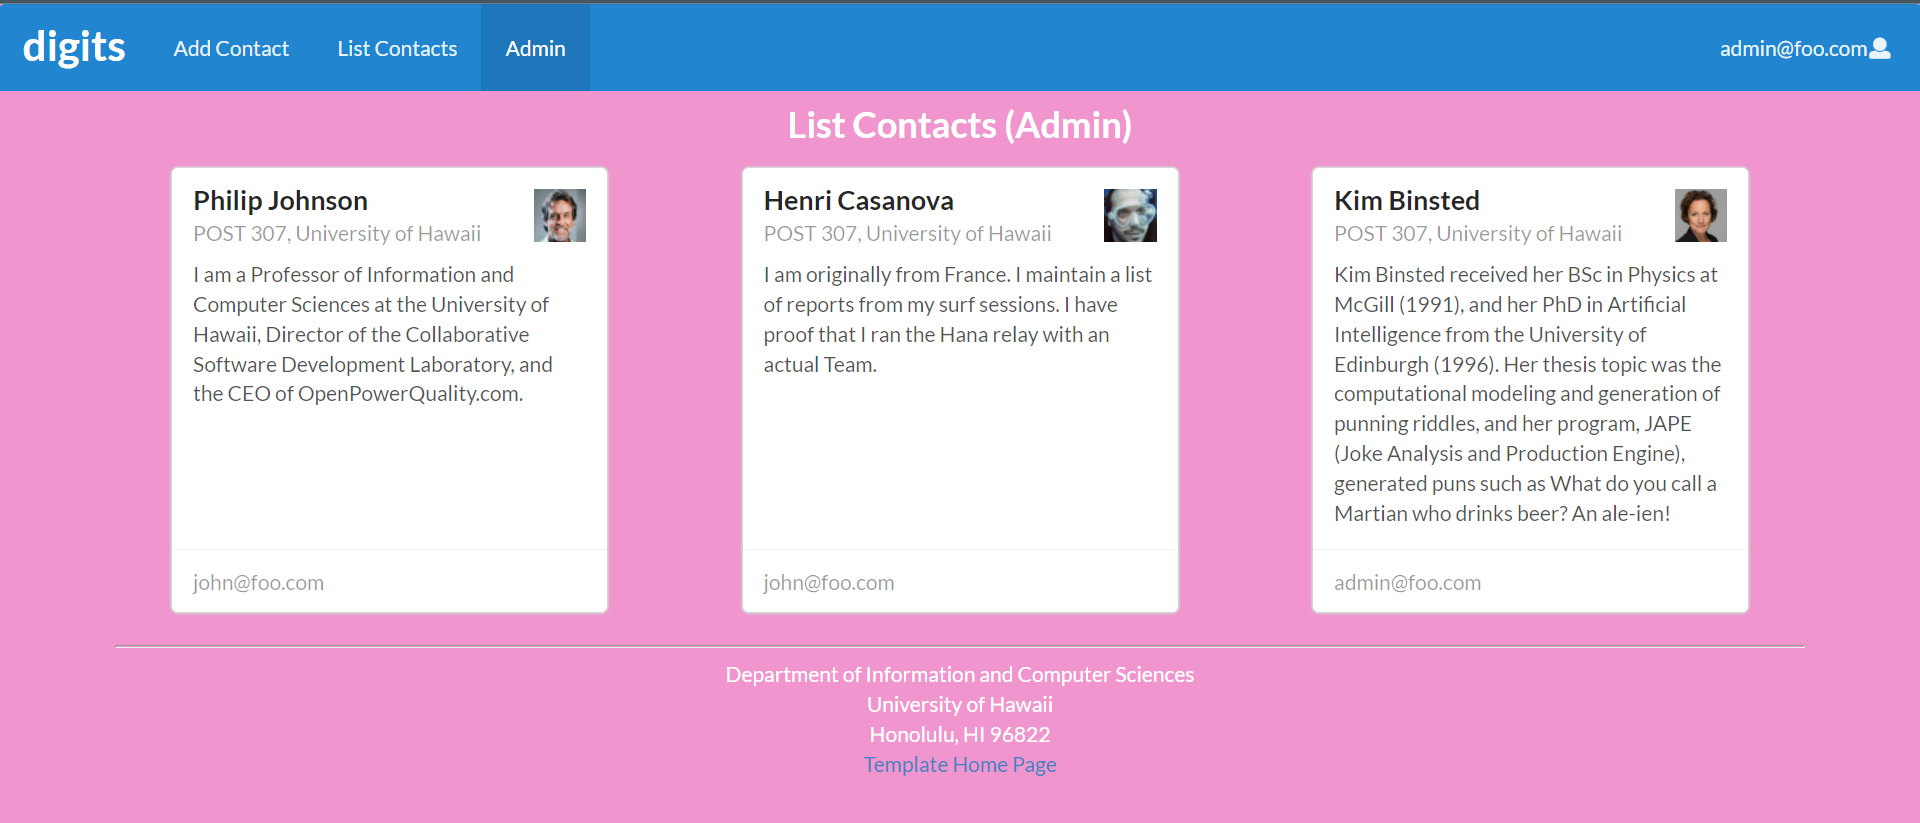 digits
Add Contact
List Contacts
Admin
admin@foo.com
List Contacts (Admin)
Philip Johnson
POST 307, University of Hawaii
I am a Professor of Information and
Computer Sciences at the University of
Hawaii, Director of the Collaborative
Software Development Laboratory, and
the CEO of OpenPowerQuality.com.
john@foo.com
Henri Casanova
POST 307, University of Hawaii
I am originally from France. I maintain a list
of reports from my surf sessions. I have
proof that I ran the Hana relay with an
actual Team.
john@foo.com
Kim Binsted
POST 307, University of Hawaii
Kim Binsted received her BSc in Physics at
McGill (1991), and her PhD in Artificial
Intelligence from the University of
Edinburgh (1996). Her thesis topic was the
computational modeling and generation of
punning riddles, and her program, JAPE
(Joke Analysis and Production Engine),
generated puns such as What do you call a
Martian who drinks beer? An ale-ien!
admin@foo.com
Department of Information and Computer Sciences
University of Hawaii
Honolulu, HI 96822
Template Home Page